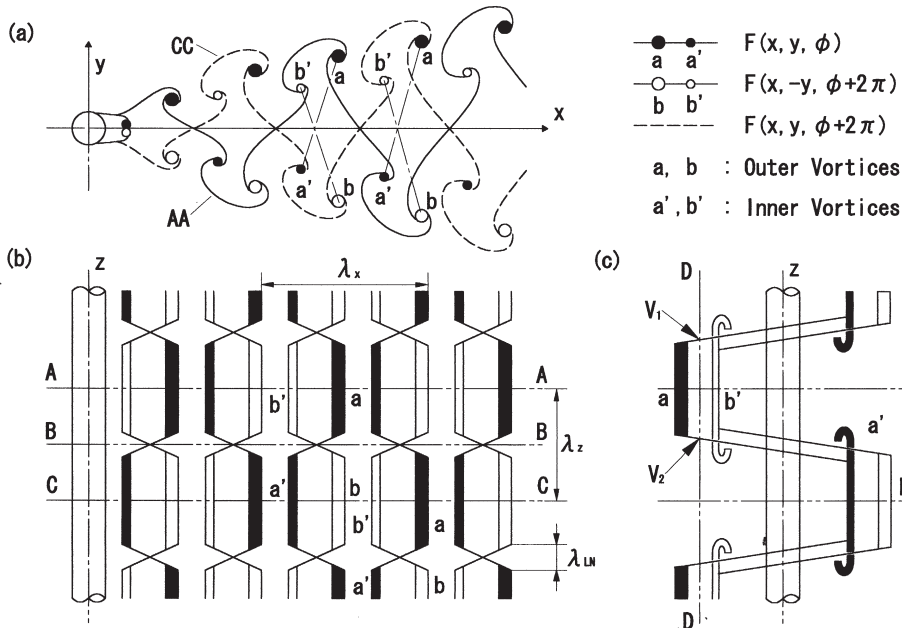 (a)
y
x
CC
AA
b'
a
b'
a
a'
b
a'
b
a a'
F(x, y, φ)
b b'
F(x, -y, φ+2π)
F(x, y, φ+2π)
a, b : Outer Vortices
a', b' : Inner Vortices
(b)
z
λx
A
A
b'
a
B
B
λz
C
C
a'
b
b'
a
λLN
a'
b
(c)
D
z
V1
a
b'
a'
V2
D